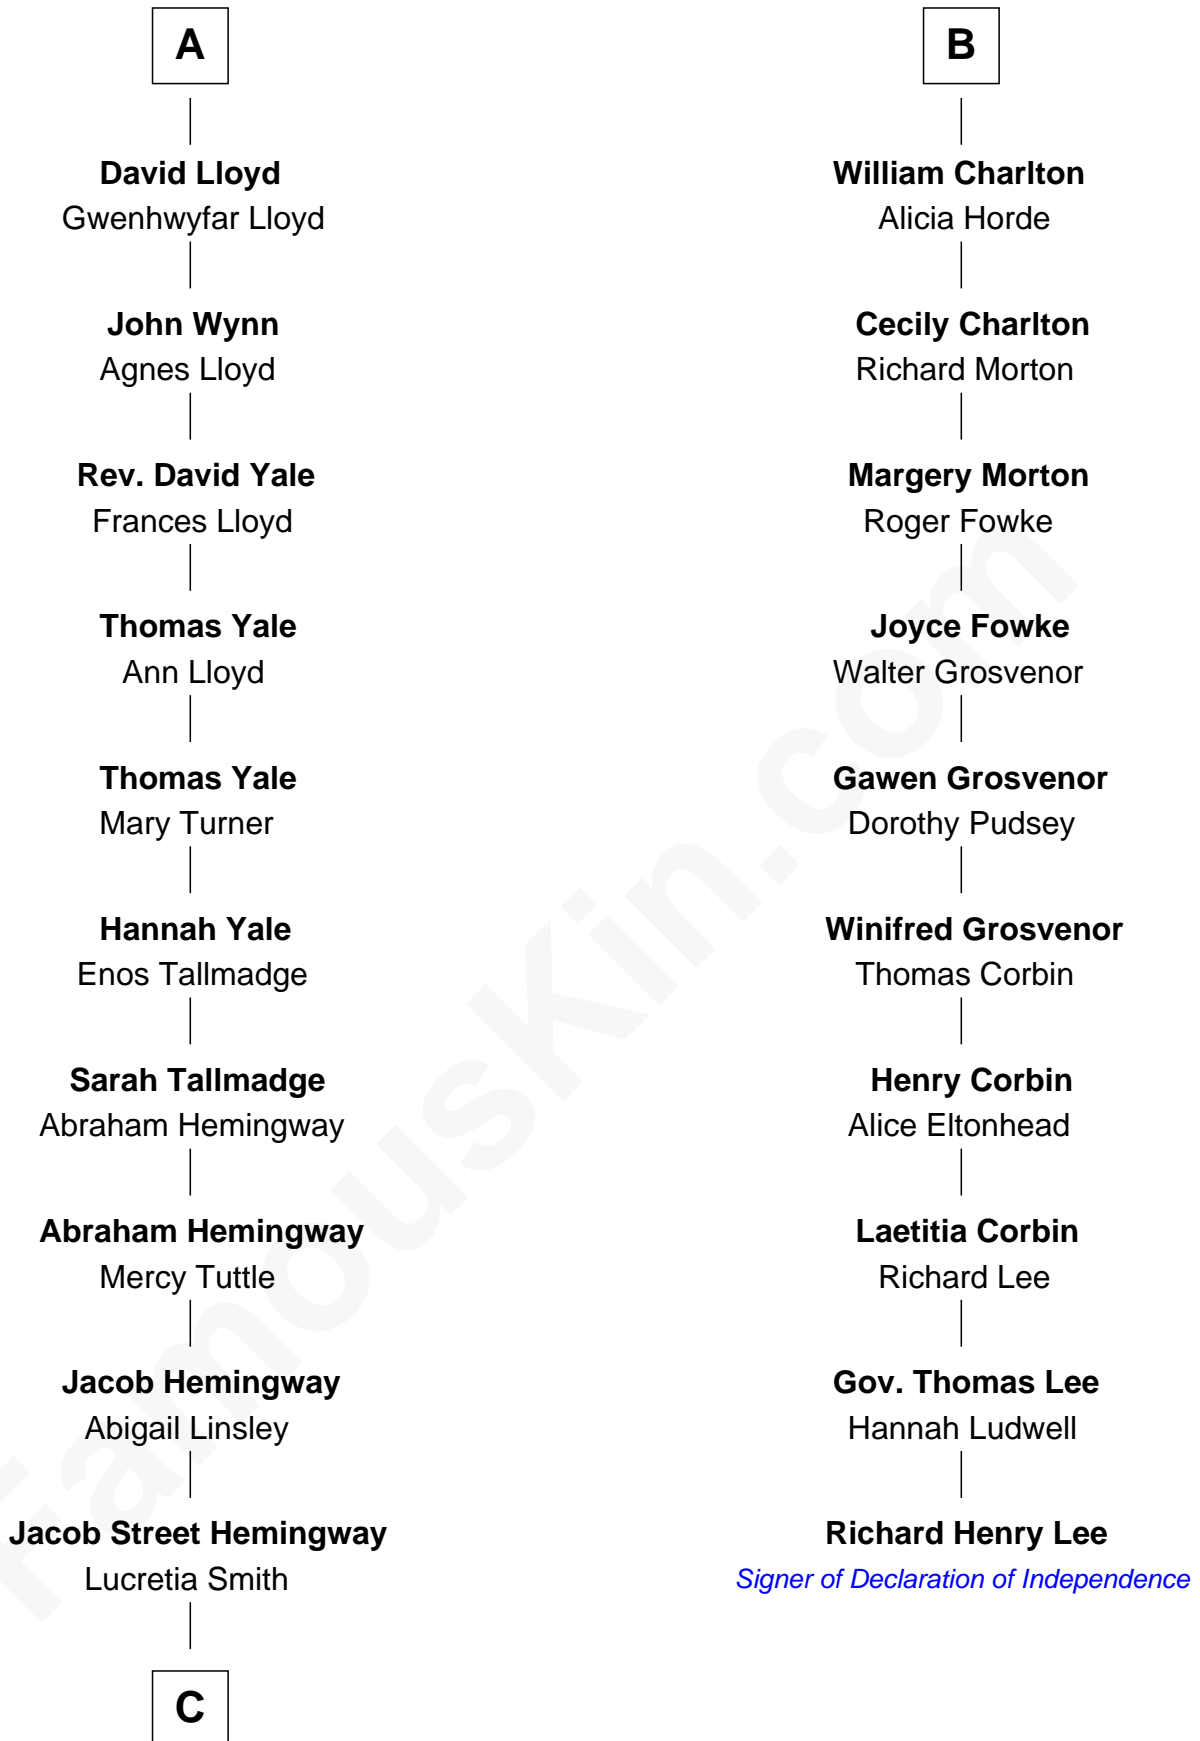 A
David Lloyd
Gwenhwyfar Lloyd
John Wynn
Agnes Lloyd
Rev. David Yale
Frances Lloyd
Thomas Yale
Ann Lloyd
Thomas Yale
Mary Turner
Hannah Yale
Enos Tallmadge
Sarah Tallmadge
Abraham Hemingway
Abraham Hemingway
Mercy Tuttle
Jacob Hemingway
Abigail Linsley
Jacob Street Hemingway
Lucretia Smith
C
B
William Charlton
Alicia Horde
Cecily Charlton
Richard Morton
Margery Morton
Roger Fowke
Joyce Fowke
Walter Grosvenor
Gawen Grosvenor
Dorothy Pudsey
Winifred Grosvenor
Thomas Corbin
Henry Corbin
Alice Eltonhead
Laetitia Corbin
Richard Lee
Gov. Thomas Lee
Hannah Ludwell
Richard Henry Lee
Signer of Declaration of Independence
FamousKin.com